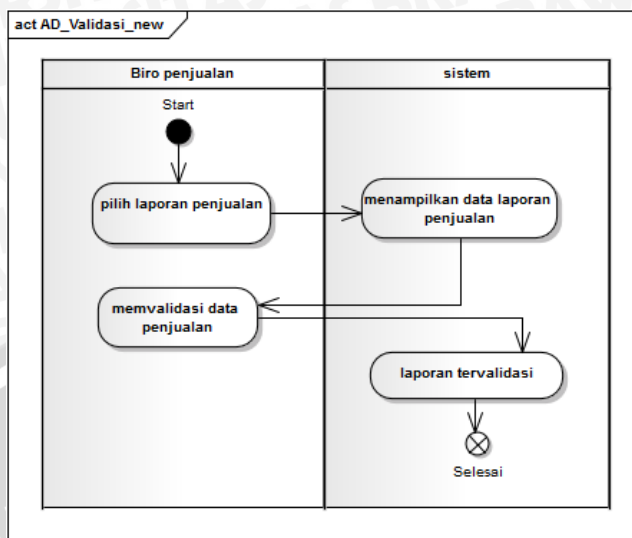 act AD_Validasi_new
Biro penjualan
sistem
Start
pilih laporan penjualan
menampilkan data laporan
penjualan
memvalidasi data
penjualan
laporan tervalidasi
Selesai